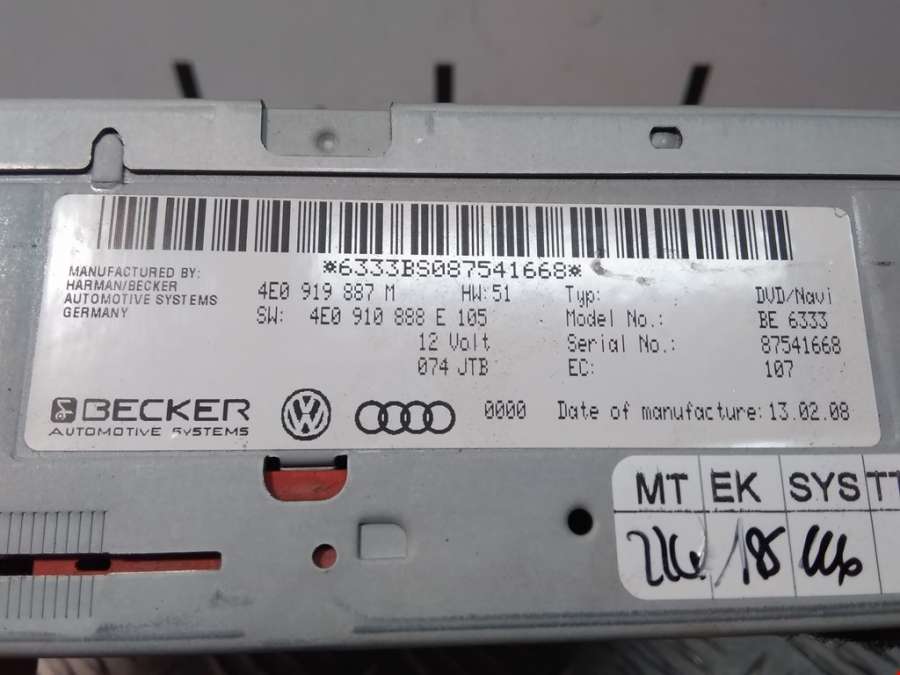 *6333BS087541668*
MANUFACTURED BY:
HARMAN/BECKER
AUTOMOTIVE SYSTEMS
GERMANY
4E0 919 887 M HW:51
SW: 4E0 910 888 E 105
12 Volt
074 JTB
Typ: DVD/Navi
Model No.: BE 6333
Serial No.: 87541668
EC: 107
BECKER
AUTOMOTIVE SYSTEMS
0000 Date of manufacture: 13.02.08
MT EK SYS